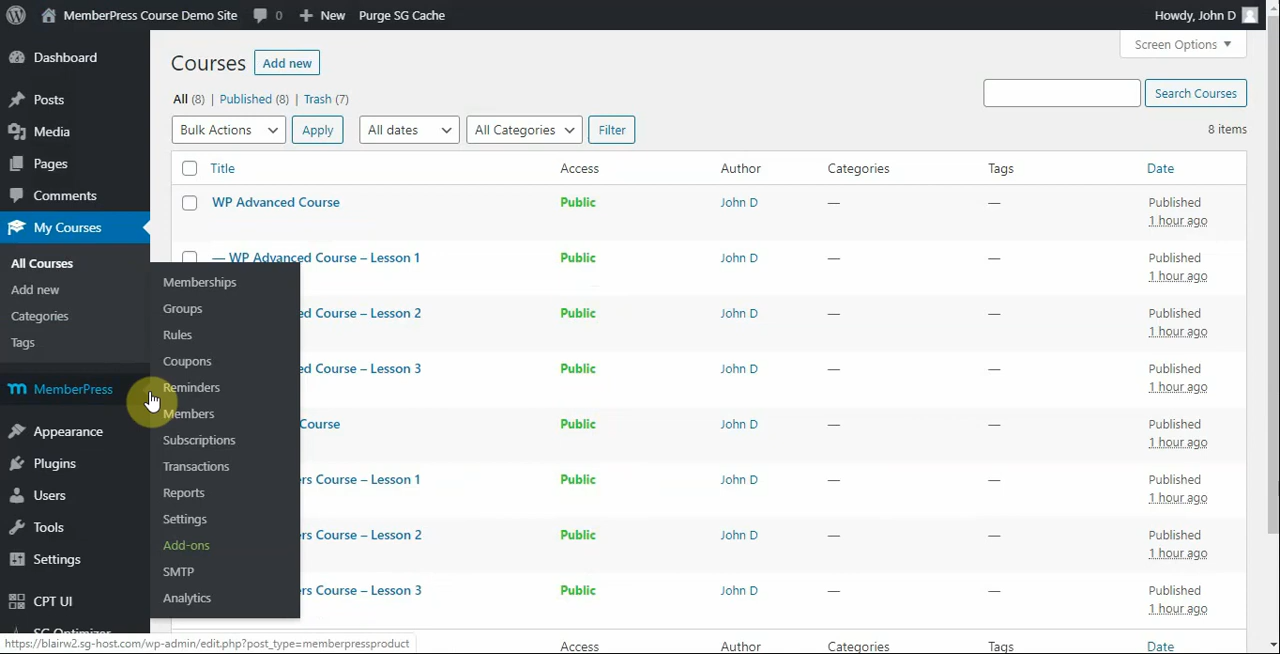 MemberPress Course Demo Site 0 New Purge SG Cache Howdy, John D
Dashboard
Posts
Media
Pages
Comments
My Courses
All Courses
Add new
Categories
Tags
MemberPress
Appearance
Plugins
Users
Tools
Settings
CPT UI
SG Optimizer
Memberships
Groups
Rules
Coupons
Reminders
Members
Subscriptions
Transactions
Reports
Settings
Add-ons
SMTP
Analytics
Screen Options
Courses Add new
All (8) | Published (8) | Trash (7)
Search Courses
Bulk Actions Apply All dates All Categories Filter
8 items
Title Access Author Categories Tags Date
WP Advanced Course Public John D — — Published
1 hour ago
— WP Advanced Course – Lesson 1 Public John D — — Published
1 hour ago
ed Course – Lesson 2 Public John D — — Published
1 hour ago
ed Course – Lesson 3 Public John D — — Published
1 hour ago
Course Public John D — — Published
1 hour ago
rs Course – Lesson 1 Public John D — — Published
1 hour ago
rs Course – Lesson 2 Public John D — — Published
1 hour ago
rs Course – Lesson 3 Public John D — — Published
1 hour ago
Access Author Categories Tags Date
https://blairw2.sg-host.com/wp-admin/edit.php?post_type=memberpressproduct